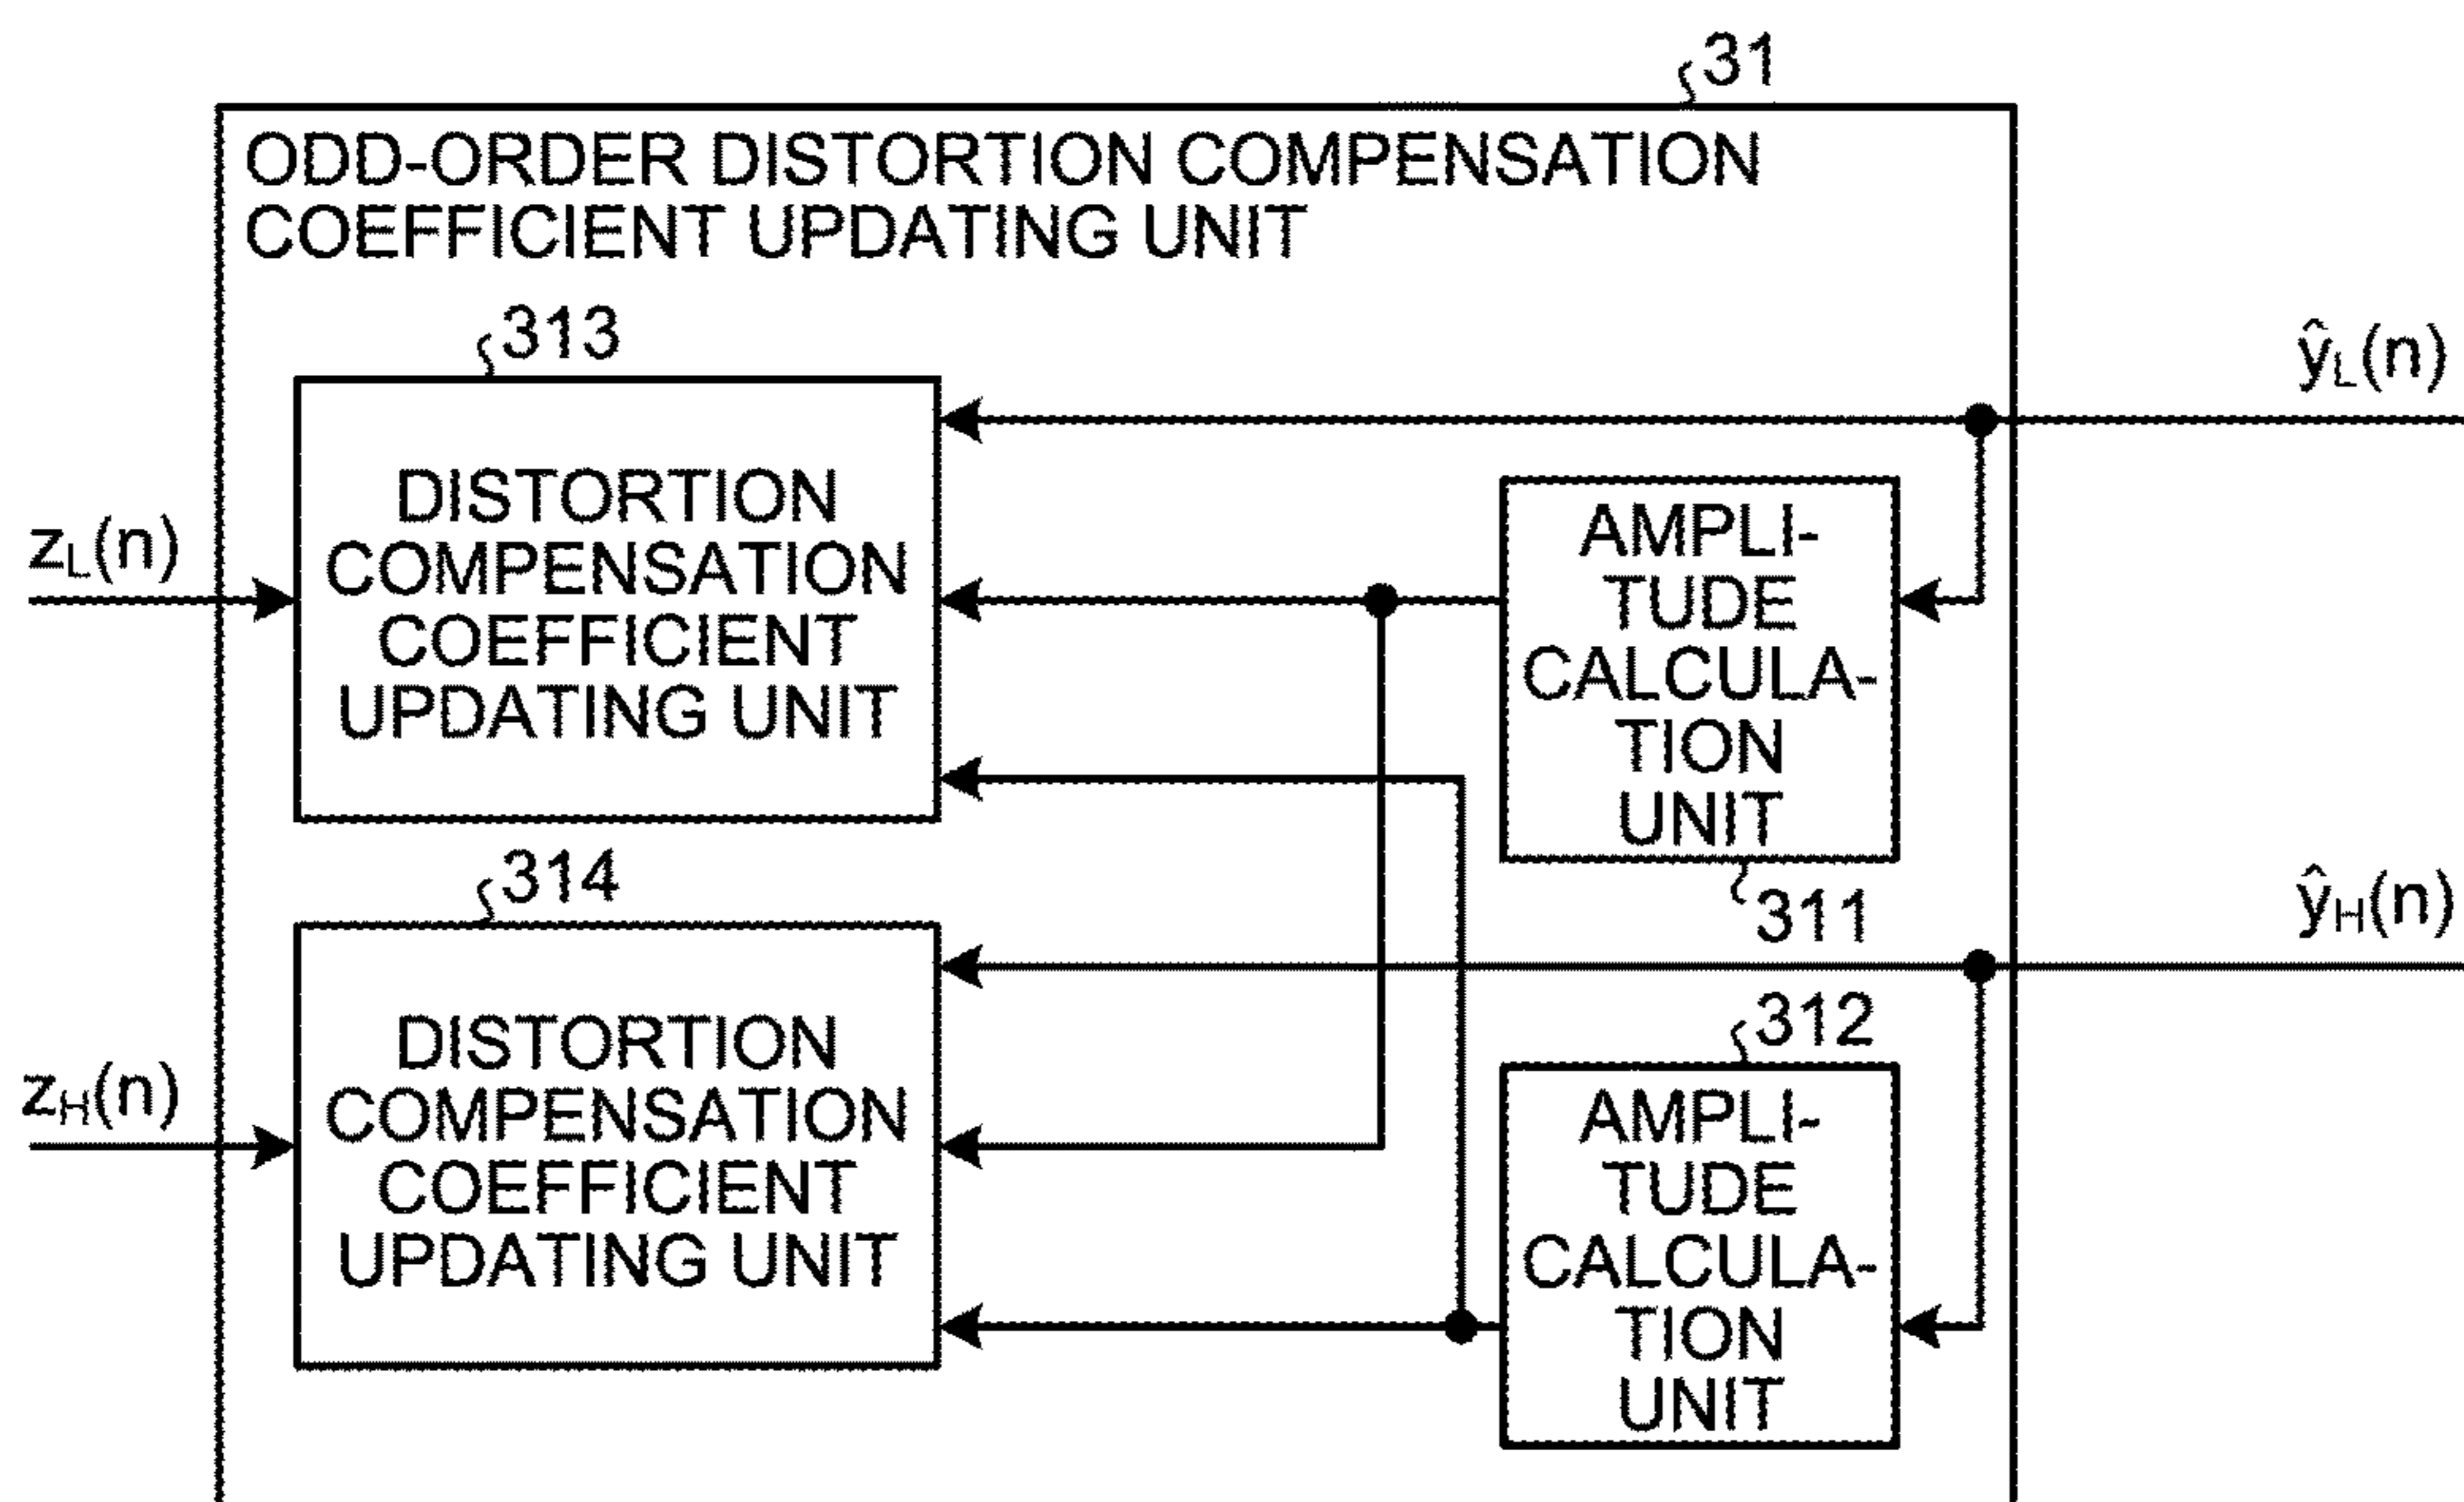 31
ODD-ORDER DISTORTION COMPENSATION
COEFFICIENT UPDATING UNIT
313
ŷL(n)
DISTORTION
COMPENSATION
COEFFICIENT
UPDATING UNIT
zL(n)
AMPLI-
TUDE
CALCULA-
TION
UNIT
311
314
ŷH(n)
DISTORTION
COMPENSATION
COEFFICIENT
UPDATING UNIT
zH(n)
312
AMPLI-
TUDE
CALCULA-
TION
UNIT